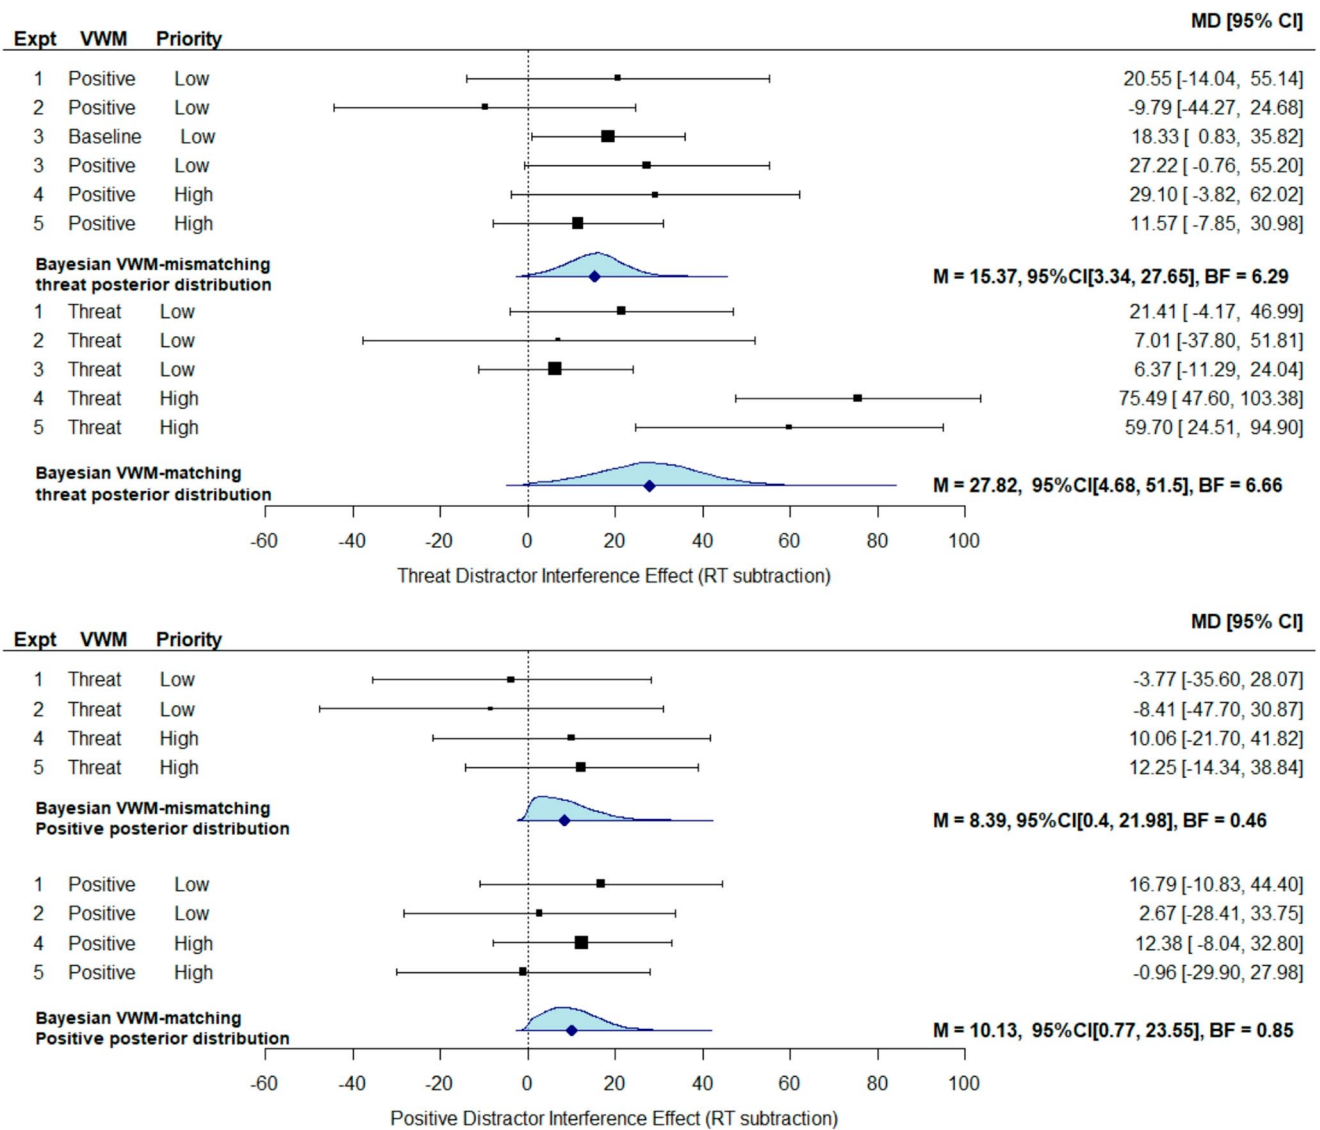 MD [95% CI]
Expt VWM Priority
1 Positive Low 20.55 [-14.04, 55.14]
2 Positive Low -9.79 [-44.27, 24.68]
3 Baseline Low 18.33 [ 0.83, 35.82]
3 Positive Low 27.22 [ -0.76, 55.20]
4 Positive High 29.10 [ -3.82, 62.02]
5 Positive High 11.57 [ -7.85, 30.98]
Bayesian VWM-mismatching
threat posterior distribution M = 15.37, 95%CI[3.34, 27.65], BF = 6.29
1 Threat Low 21.41 [ -4.17, 46.99]
2 Threat Low 7.01 [-37.80, 51.81]
3 Threat Low 6.37 [-11.29, 24.04]
4 Threat High 75.49 [ 47.60, 103.38]
5 Threat High 59.70 [ 24.51, 94.90]
Bayesian VWM-matching
threat posterior distribution M = 27.82, 95%CI[4.68, 51.5], BF = 6.66
-60 -40 -20 0 20 40 60 80 100
Threat Distractor Interference Effect (RT subtraction)
MD [95% CI]
Expt VWM Priority
1 Threat Low -3.77 [-35.60, 28.07]
2 Threat Low -8.41 [-47.70, 30.87]
4 Threat High 10.06 [-21.70, 41.82]
5 Threat High 12.25 [-14.34, 38.84]
Bayesian VWM-mismatching
Positive posterior distribution M = 8.39, 95%CI[0.4, 21.98], BF = 0.46
1 Positive Low 16.79 [-10.83, 44.40]
2 Positive Low 2.67 [-28.41, 33.75]
4 Positive High 12.38 [ -8.04, 32.80]
5 Positive High -0.96 [-29.90, 27.98]
Bayesian VWM-matching
Positive posterior distribution M = 10.13, 95%CI[0.77, 23.55], BF = 0.85
-60 -40 -20 0 20 40 60 80 100
Positive Distractor Interference Effect (RT subtraction)